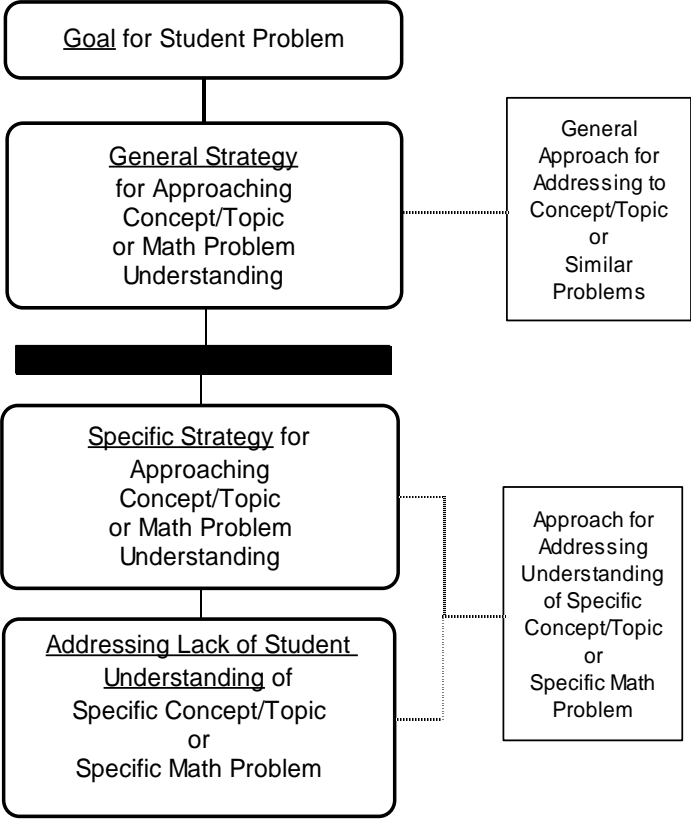 Goal for Student Problem
General Strategy
for Approaching
Concept/Topic
or Math Problem
Understanding
General
Approach for
Addressing to
Concept/Topic
or
Similar
Problems
Specific Strategy for
Approaching
Concept/Topic
or Math Problem
Understanding
Addressing Lack of Student
Understanding of
Specific Concept/Topic
or
Specific Math Problem
Approach for
Addressing
Understanding
of Specific
Concept/Topic
or
Specific Math
Problem